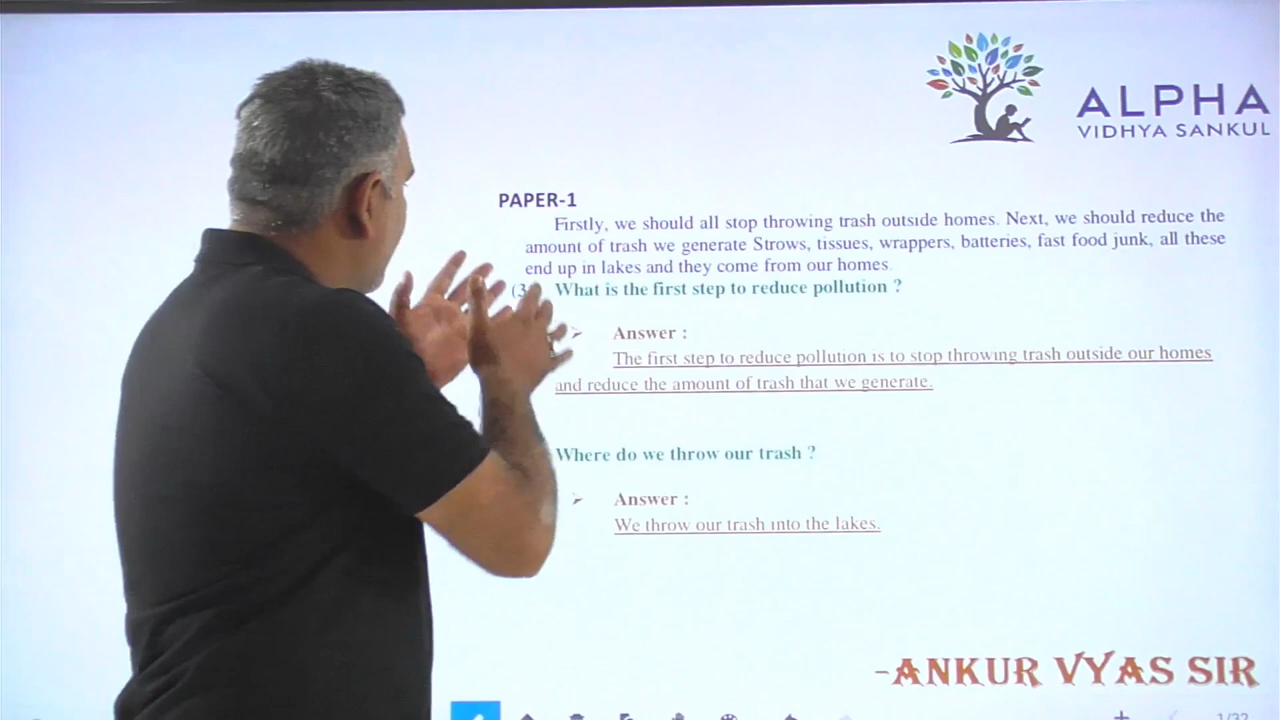 ALPHA
VIDHYA SANKUL
PAPER-1
Firstly, we should all stop throwing trash outside homes. Next, we should reduce the
amount of trash we generate Strows, tissues, wrappers, batteries, fast food junk, all these
end up in lakes and they come from our homes.
(3 What is the first step to reduce pollution ?
➢ Answer :
The first step to reduce pollution is to stop throwing trash outside our homes
and reduce the amount of trash that we generate.
Where do we throw our trash ?
➢ Answer :
We throw our trash into the lakes.
-ANKUR VYAS SIR
1/32